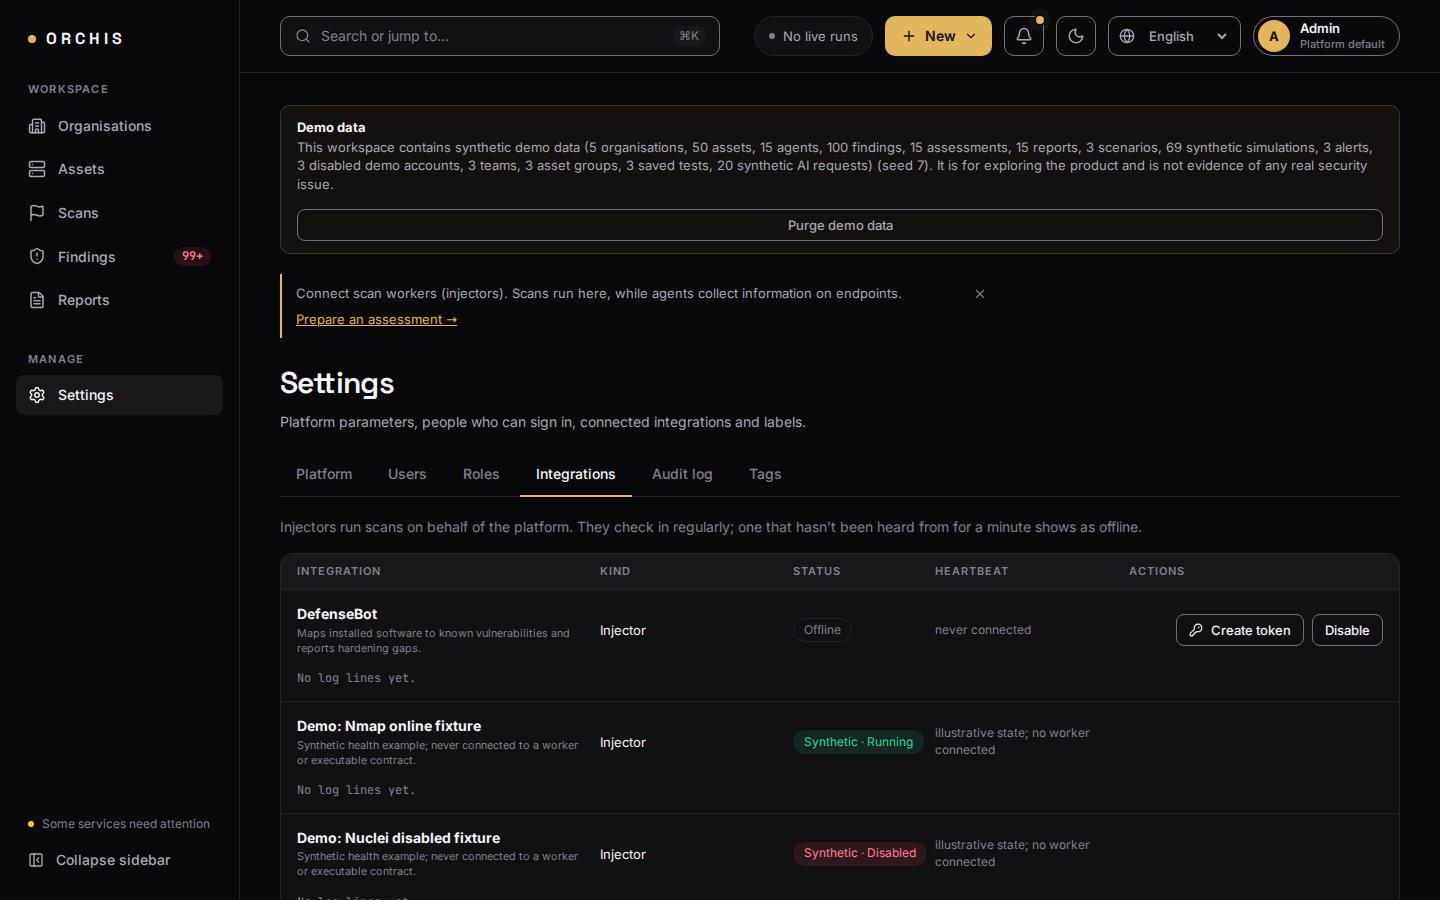 ORCHIS
Search or jump to...
⌘K
No live runs
New
English
A
Admin
Platform default
WORKSPACE
Organisations
Assets
Scans
Findings
99+
Reports
MANAGE
Settings
Some services need attention
Collapse sidebar
Demo data
This workspace contains synthetic demo data (5 organisations, 50 assets, 15 agents, 100 findings, 15 assessments, 15 reports, 3 scenarios, 69 synthetic simulations, 3 alerts,
3 disabled demo accounts, 3 teams, 3 asset groups, 3 saved tests, 20 synthetic AI requests) (seed 7). It is for exploring the product and is not evidence of any real security
issue.
Purge demo data
Connect scan workers (injectors). Scans run here, while agents collect information on endpoints.
Prepare an assessment →
Settings
Platform parameters, people who can sign in, connected integrations and labels.
Platform
Users
Roles
Integrations
Audit log
Tags
Injectors run scans on behalf of the platform. They check in regularly; one that hasn't been heard from for a minute shows as offline.
INTEGRATION
KIND
STATUS
HEARTBEAT
ACTIONS
DefenseBot
Maps installed software to known vulnerabilities and
reports hardening gaps.
No log lines yet.
Injector
Offline
never connected
Create token
Disable
Demo: Nmap online fixture
Synthetic health example; never connected to a worker
or executable contract.
No log lines yet.
Injector
Synthetic · Running
illustrative state; no worker
connected
Demo: Nuclei disabled fixture
Synthetic health example; never connected to a worker
or executable contract.
Injector
Synthetic · Disabled
illustrative state; no worker
connected